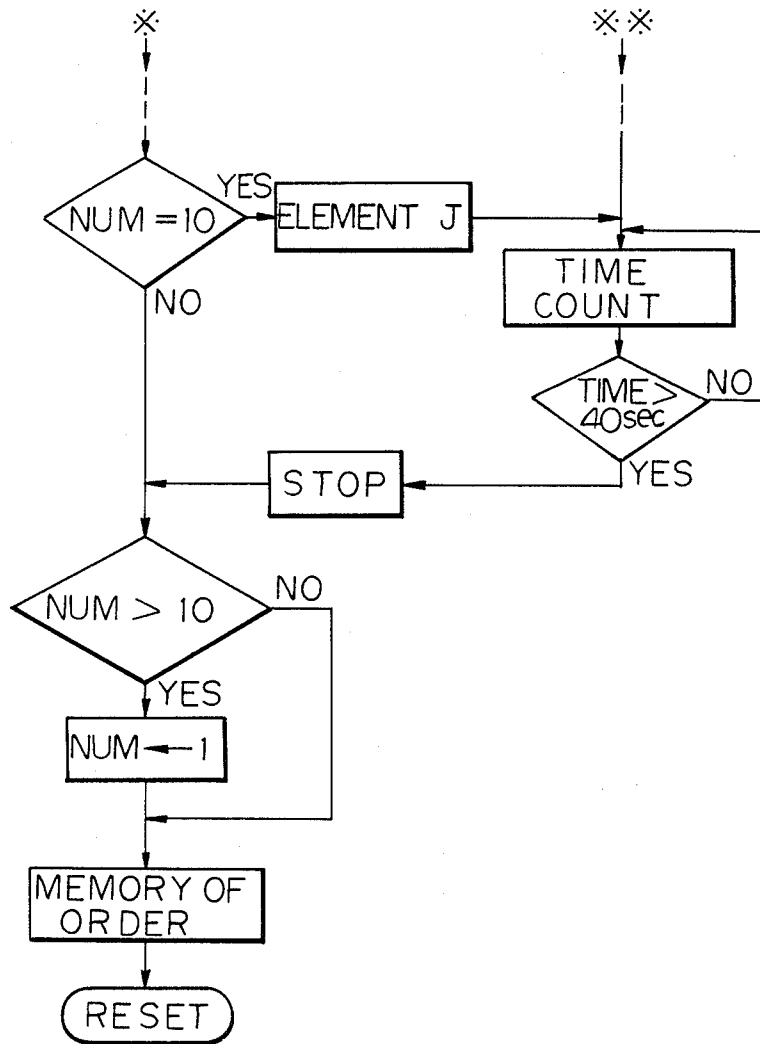 ※
※※
NUM=10
YES
ELEMENT J
NO
TIME
COUNT
TIME>
40sec
NO
YES
STOP
NUM > 10
NO
YES
NUM←1
MEMORY OF
ORDER
RESET